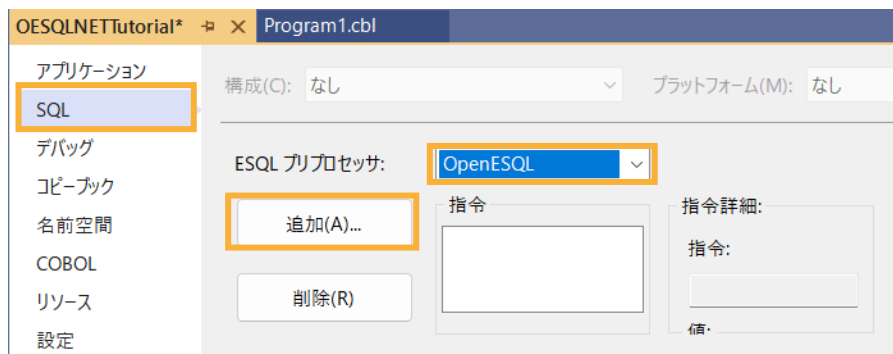 OESQLNETTutorial* Program1.cbl
アプリケーション
SQL
デバッグ
コピーブック
名前空間
COBOL
リソース
設定
構成(C): なし プラットフォーム(M): なし
ESQL プリプロセッサ: OpenESQL
追加(A)...
削除(R)
指令
指令詳細:
指令:
値: